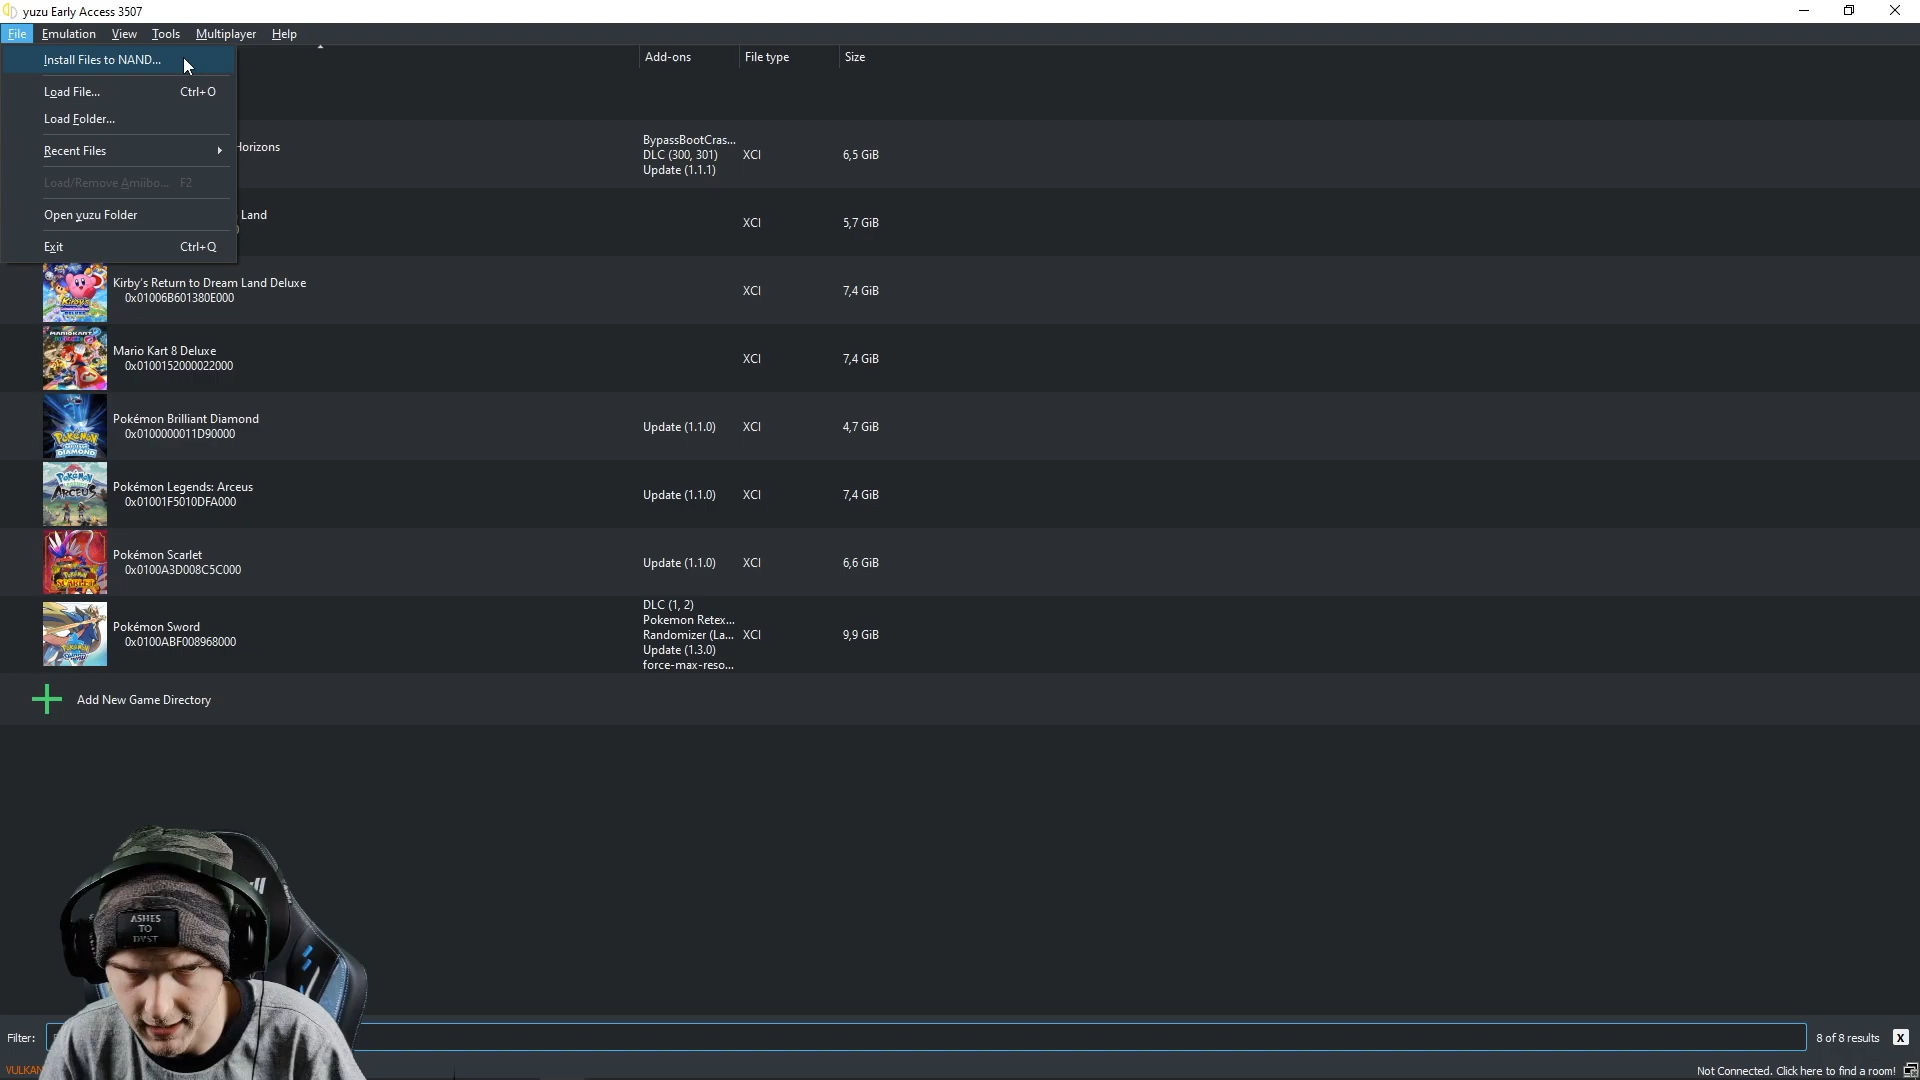 yuzu Early Access 3507
File Emulation View Tools Multiplayer Help
Install Files to NAND...
Load File... Ctrl+O
Load Folder...
Recent Files
Load/Remove Amiibo... F2
Open yuzu Folder
Exit Ctrl+Q
Add-ons File type Size
Horizons
BypassBootCras...
DLC (300, 301) XCI 6,5 GiB
Update (1.1.1)
Land
)
XCI 5,7 GiB
Kirby's Return to Dream Land Deluxe
0x01006B601380E000
XCI 7,4 GiB
Mario Kart 8 Deluxe
0x0100152000022000
XCI 7,4 GiB
Pokémon Brilliant Diamond
0x0100000011D90000
Update (1.1.0) XCI 4,7 GiB
POKÉMON
DIAMOND
Pokémon Legends: Arceus
0x01001F5010DFA000
Update (1.1.0) XCI 7,4 GiB
ARCEUS
Pokémon Scarlet
0x0100A3D008C5C000
Update (1.1.0) XCI 6,6 GiB
SCARLET
Pokémon Sword
0x0100ABF008968000
DLC (1, 2)
Pokemon Retex...
Randomizer (La... XCI 9,9 GiB
Update (1.3.0)
force-max-reso...
Add New Game Directory
ASHES
TO
DVST
Filter:
8 of 8 results X
VULKAN
Not Connected. Click here to find a room!